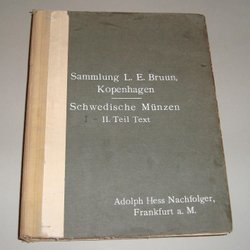 Sammlung L. E. Bruun,
Kopenhagen
Schwedische Münzen
II. Teil Text
Adolph Hess Nachfolger,
Frankfurt a. M.